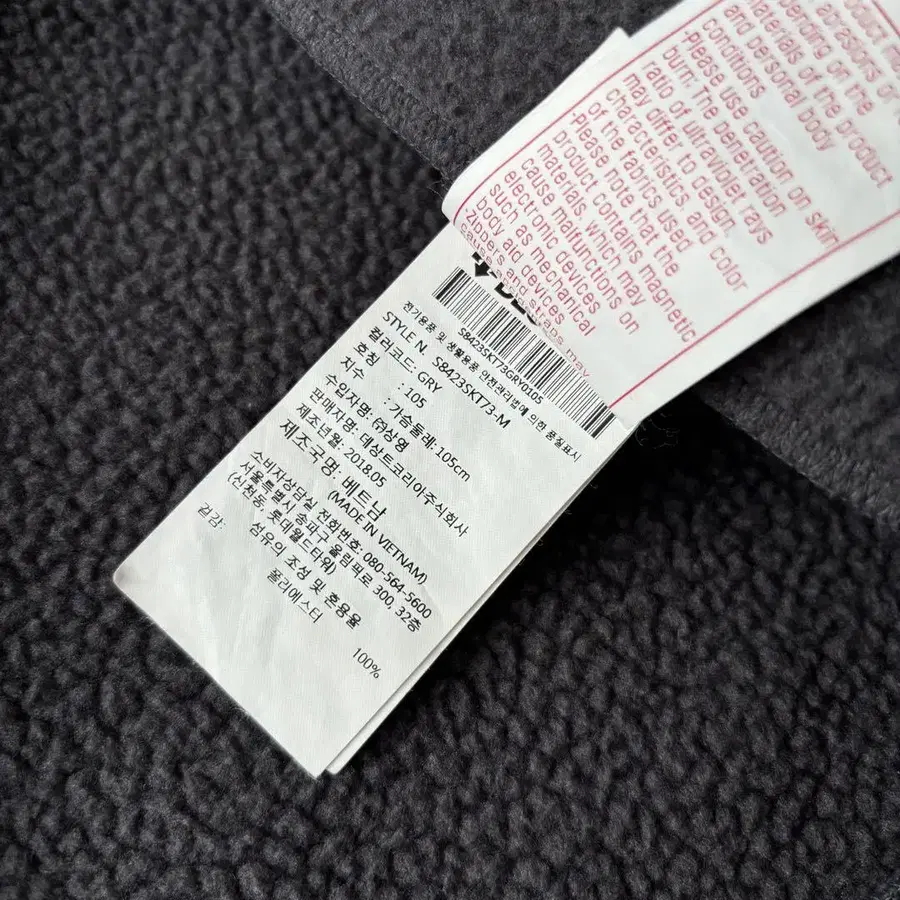 ratio of ultraviolet rays
may differ to design
characteristics and color
of the fabrics used
-Please note that the
product contains magnetic
materials, which may
cause malfunctions on
electronic devices
such as mechanical
body aid devices
-zippers and straps may
cause
abrasions or
depending on the
materials of the product
and personal body
conditions
-Please use caution on skin
burn: The penetration
S8423SKT73GRY0105
전기용품 및 생활용품 안전관리법에 의한 품질표시
STYLE N. S8423SKT73-M
컬러코드: GRY
호칭 : 105
치수 : 가슴둘레: 105cm
수입자명: ㈜상영
판매자명: 데상트코리아주식회사
제조년월: 2018.05
제조국명: 베트남
(MADE IN VIETNAM)
소비자상담실 전화번호: 080-564-5600
서울특별시 송파구 올림픽로 300, 32층
(신천동, 롯데월드타워)
섬유의 조성 및 혼용율
겉감: 폴리에스터 100%